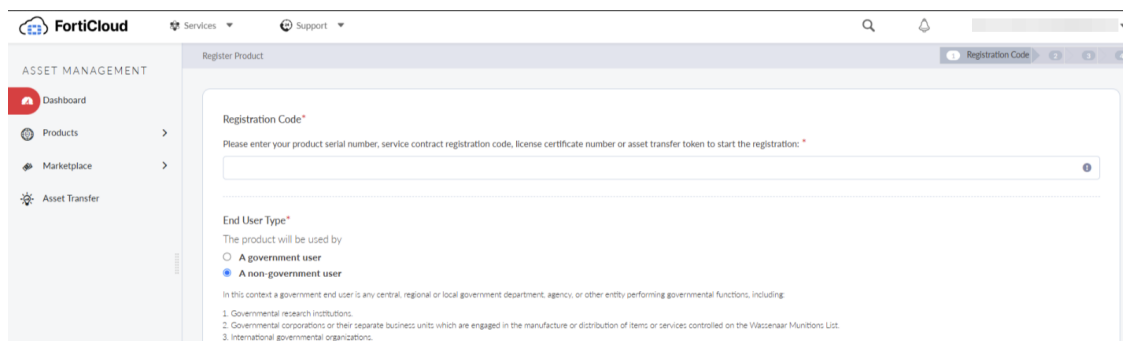 FortiCloud
Services
Support
ASSET MANAGEMENT
Dashboard
Products
Marketplace
Asset Transfer
Register Product
1 Registration Code 2 3
Registration Code*
Please enter your product serial number, service contract registration code, license certificate number or asset transfer token to start the registration: *
End User Type*
The product will be used by
A government user
A non-government user
In this context a government end user is any central, regional or local government department, agency, or other entity performing governmental functions, including:
1. Governmental research institutions.
2. Governmental corporations or their separate business units which are engaged in the manufacture or distribution of items or services controlled on the Wassenaar Munitions List.
3. International governmental organizations.